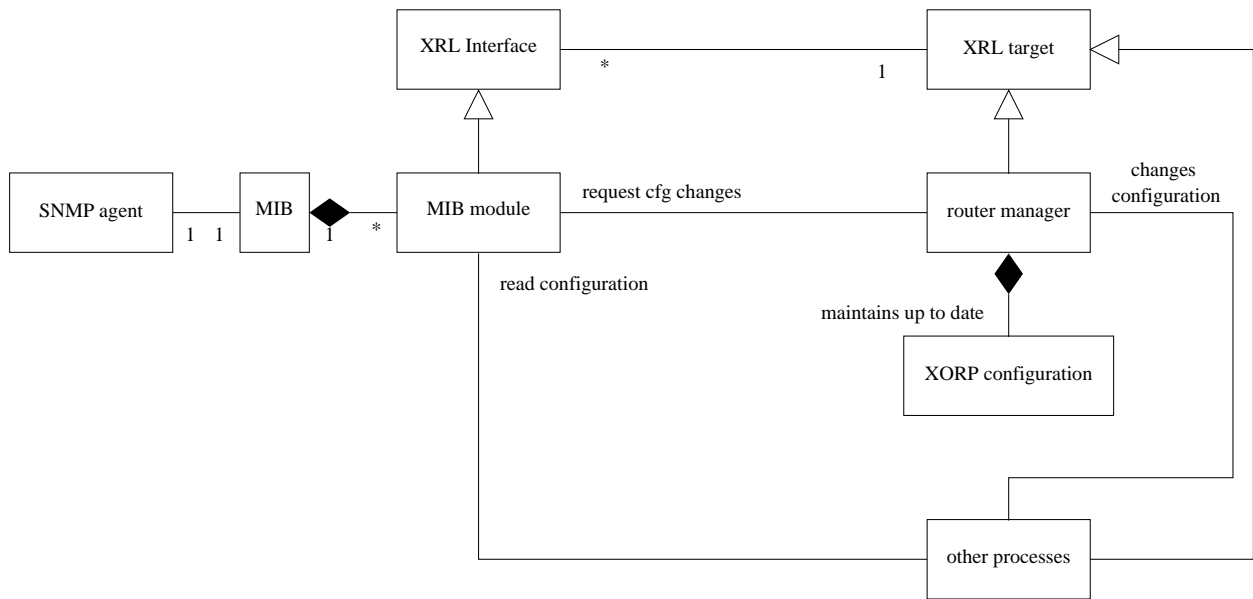 XRL Interface
XRL target
*
1
SNMP agent
MIB
MIB module
request cfg changes
router manager
changes
configuration
1
1
1
*
read configuration
maintains up to date
XORP configuration
other processes